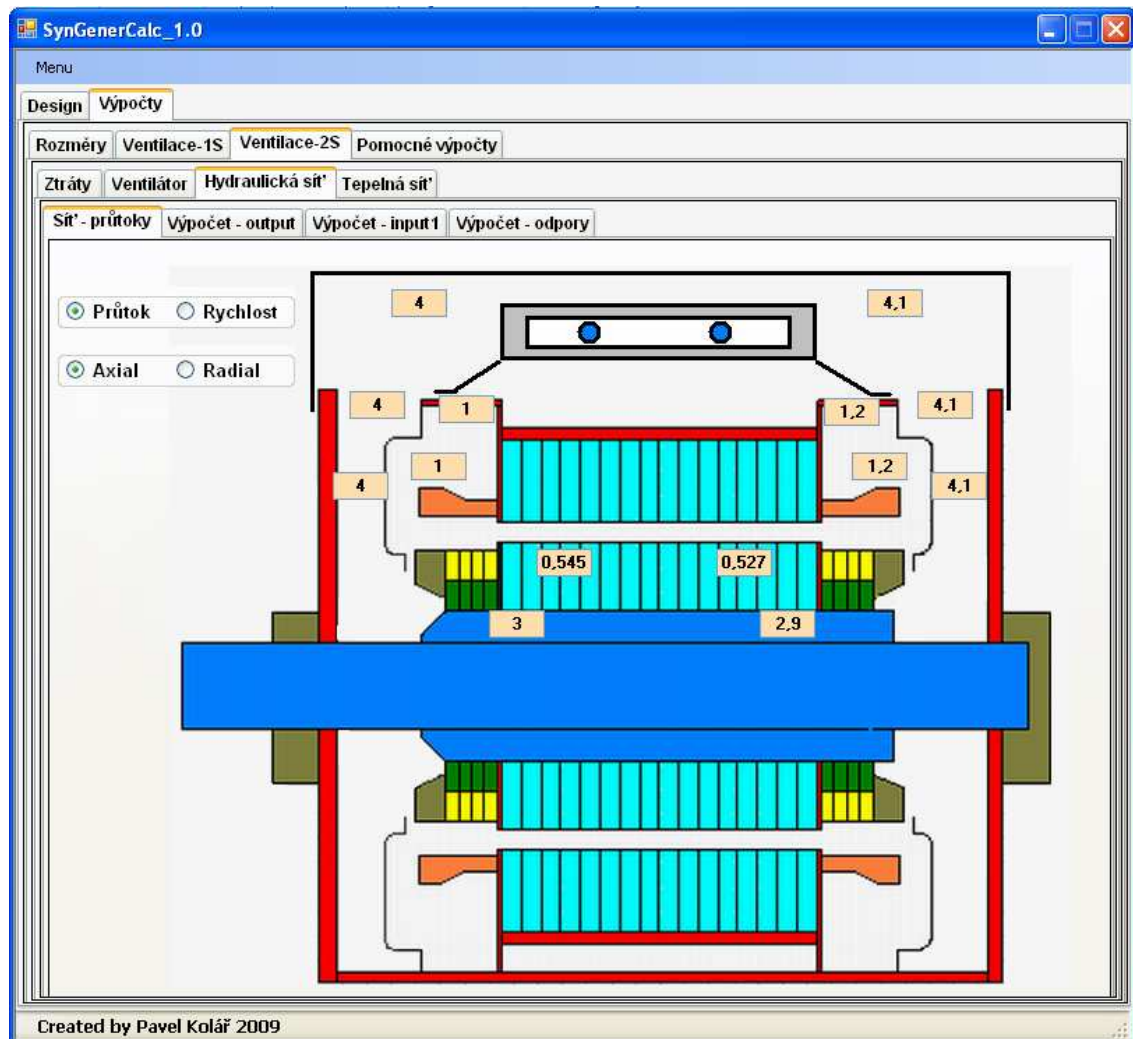 SynGenerCalc_1.0
Menu
Design Výpočty
Rozměry Ventilace-1S Ventilace-2S Pomocné výpočty
Ztráty Ventilátor Hydraulická síť Tepelná síť
Síť - průtoky Výpočet - output Výpočet - input1 Výpočet - odpory
Průtok Rychlost
Axial Radial
4 4,1
4 1 1,2 4,1
1 1,2
4 4,1
0,545 0,527
3 2,9
Created by Pavel Kolář 2009